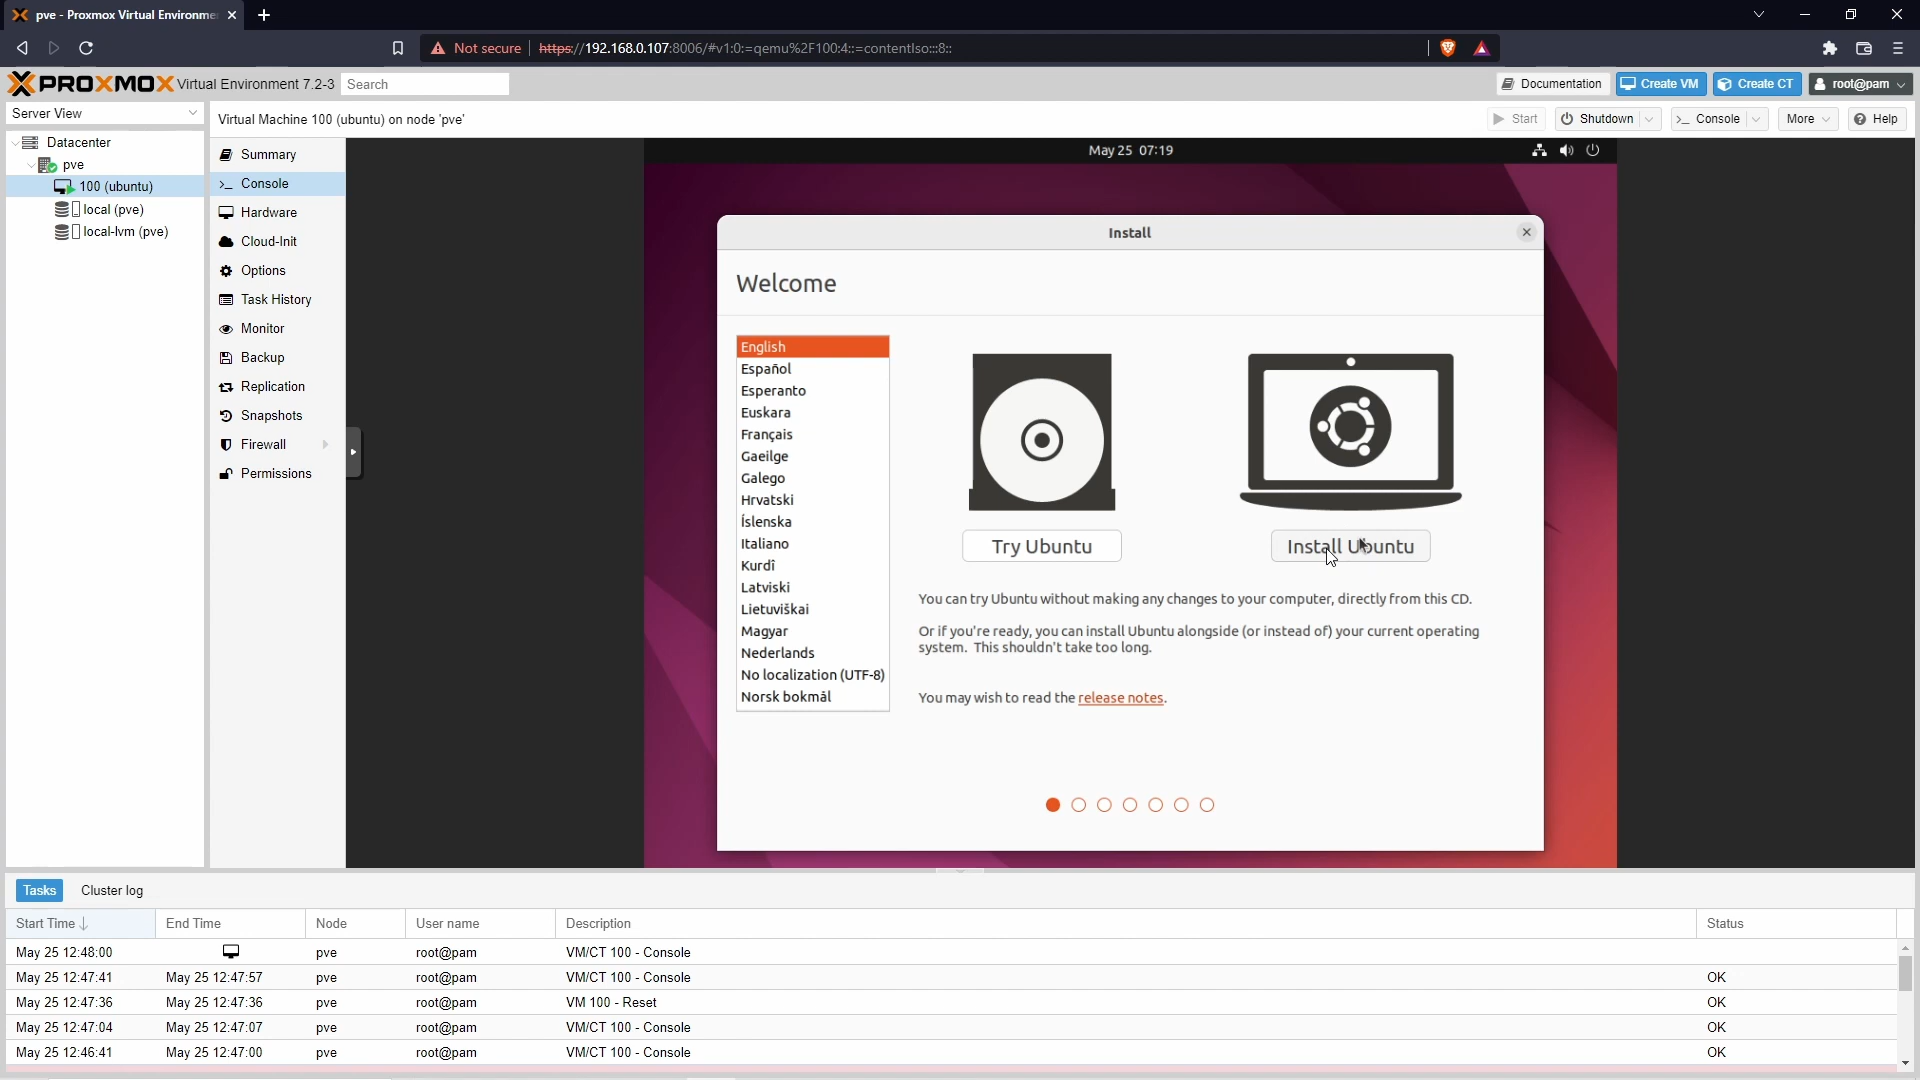 pve - Proxmox Virtual Environme
Not secure
https://192.168.0.107:8006/#v1:0:=qemu%2F100:4::=contentIso:::8::
PROXMOX Virtual Environment 7.2-3
Search
Documentation
Create VM
Create CT
root@pam
Server View
Virtual Machine 100 (ubuntu) on node 'pve'
Start
Shutdown
Console
More
Help
Datacenter
pve
100 (ubuntu)
local (pve)
local-lvm (pve)
Summary
Console
Hardware
Cloud-Init
Options
Task History
Monitor
Backup
Replication
Snapshots
Firewall
Permissions
May 25 07:19
Install
Welcome
English
Español
Esperanto
Euskara
Français
Gaeilge
Galego
Hrvatski
Íslenska
Italiano
Kurdî
Latviski
Lietuviškai
Magyar
Nederlands
No localization (UTF-8)
Norsk bokmål
Try Ubuntu
Install Ubuntu
You can try Ubuntu without making any changes to your computer, directly from this CD.
Or if you're ready, you can install Ubuntu alongside (or instead of) your current operating
system. This shouldn't take too long.
You may wish to read the release notes.
Tasks
Cluster log
Start Time End Time Node User name Description Status
May 25 12:48:00 pve root@pam VM/CT 100 - Console
May 25 12:47:41 May 25 12:47:57 pve root@pam VM/CT 100 - Console OK
May 25 12:47:36 May 25 12:47:36 pve root@pam VM 100 - Reset OK
May 25 12:47:04 May 25 12:47:07 pve root@pam VM/CT 100 - Console OK
May 25 12:46:41 May 25 12:47:00 pve root@pam VM/CT 100 - Console OK